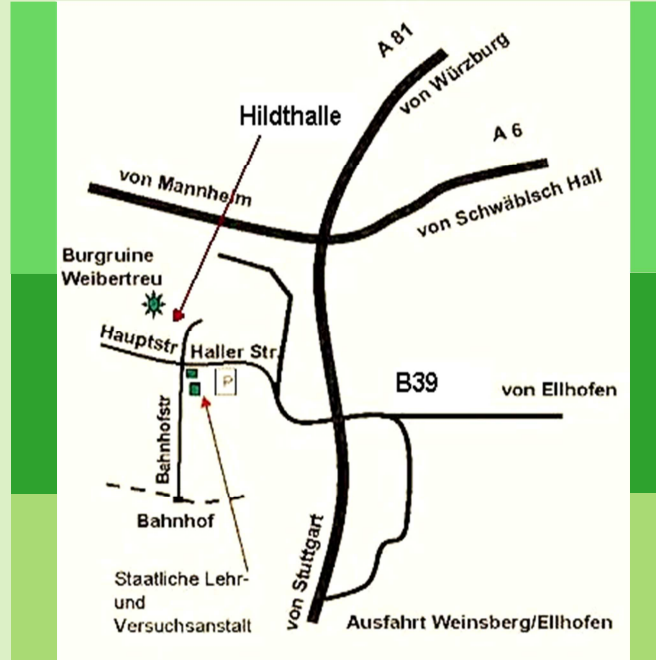 A 81
von Würzburg
Hildthalle
A 6
von Mannheim
von Schwäbisch Hall
Burgruine
Weibertreu
Hauptstr
Haller Str.
P
B39
von Ellhofen
Bahnhofstr
Bahnhof
von Stuttgart
Staatliche Lehr-
und
Versuchsanstalt
Ausfahrt Weinsberg/Ellhofen